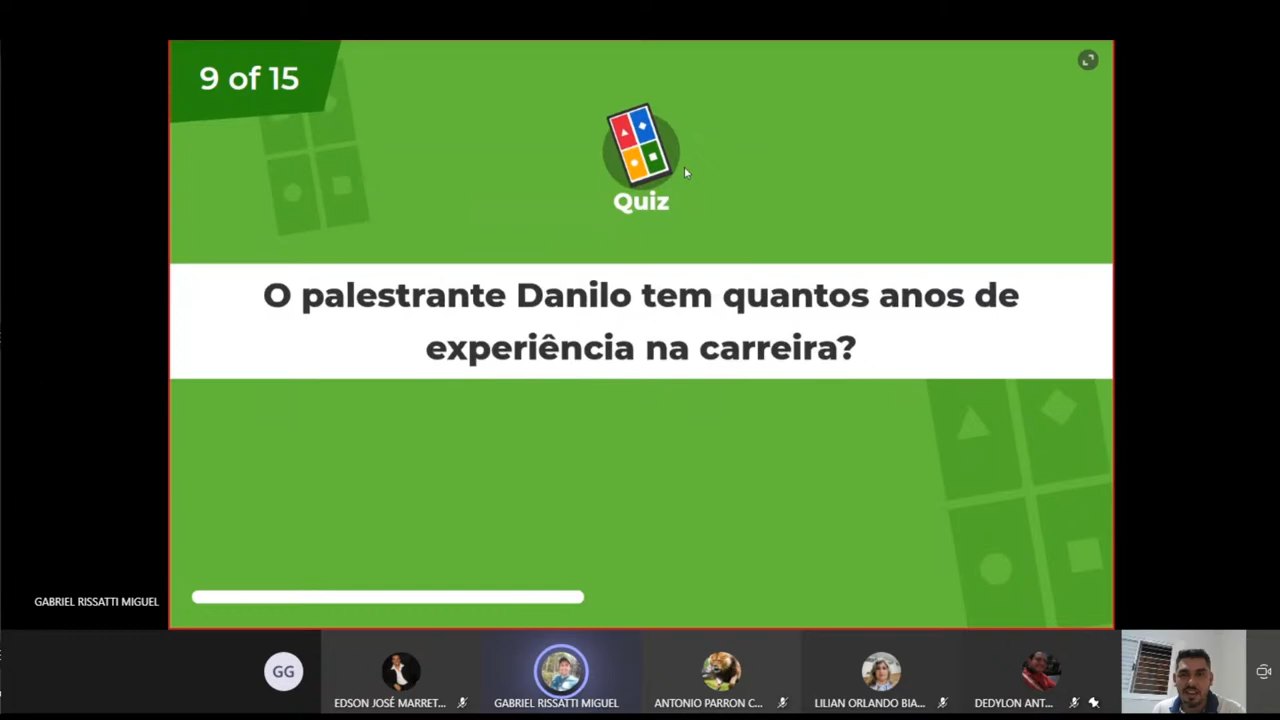 9 of 15
Quiz
O palestrante Danilo tem quantos anos de
experiência na carreira?
GABRIEL RISSATTI MIGUEL
GG
EDSON JOSÉ MARRET...
GABRIEL RISSATTI MIGUEL
ANTONIO PARRON C...
LILIAN ORLANDO BIA...
DEDYLON ANT...